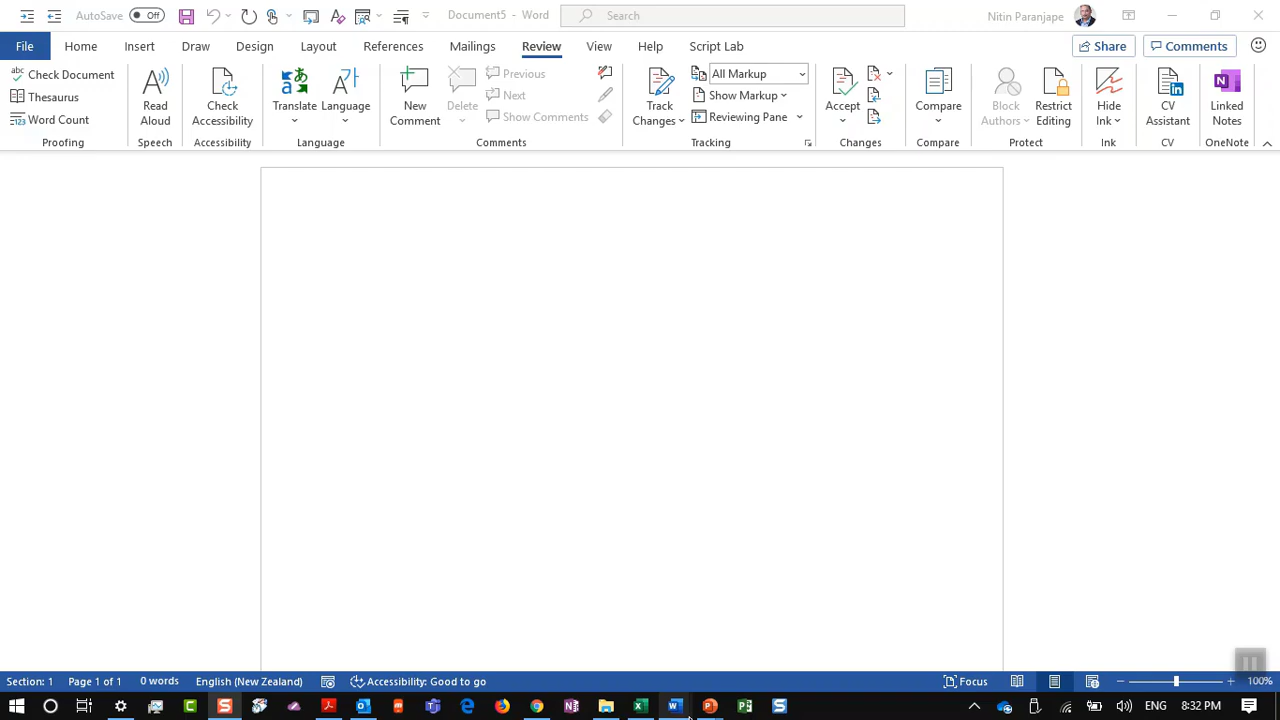 AutoSave Off Document5 - Word Search Nitin Paranjape
File Home Insert Draw Design Layout References Mailings Review View Help Script Lab Share Comments
abc Check Document
Thesaurus
123 Word Count
Proofing
Read Aloud
Speech
Check Accessibility
Accessibility
Translate Language
Language
New Comment Delete
Previous
Next
Show Comments
Comments
Track Changes
All Markup
Show Markup
Reviewing Pane
Tracking
Accept
Changes
Compare
Compare
Block Authors
Restrict Editing
Protect
Hide Ink
Ink
CV Assistant
CV
Linked Notes
OneNote
Section: 1 Page 1 of 1 0 words English (New Zealand) Accessibility: Good to go Focus 100%
ENG 8:32 PM